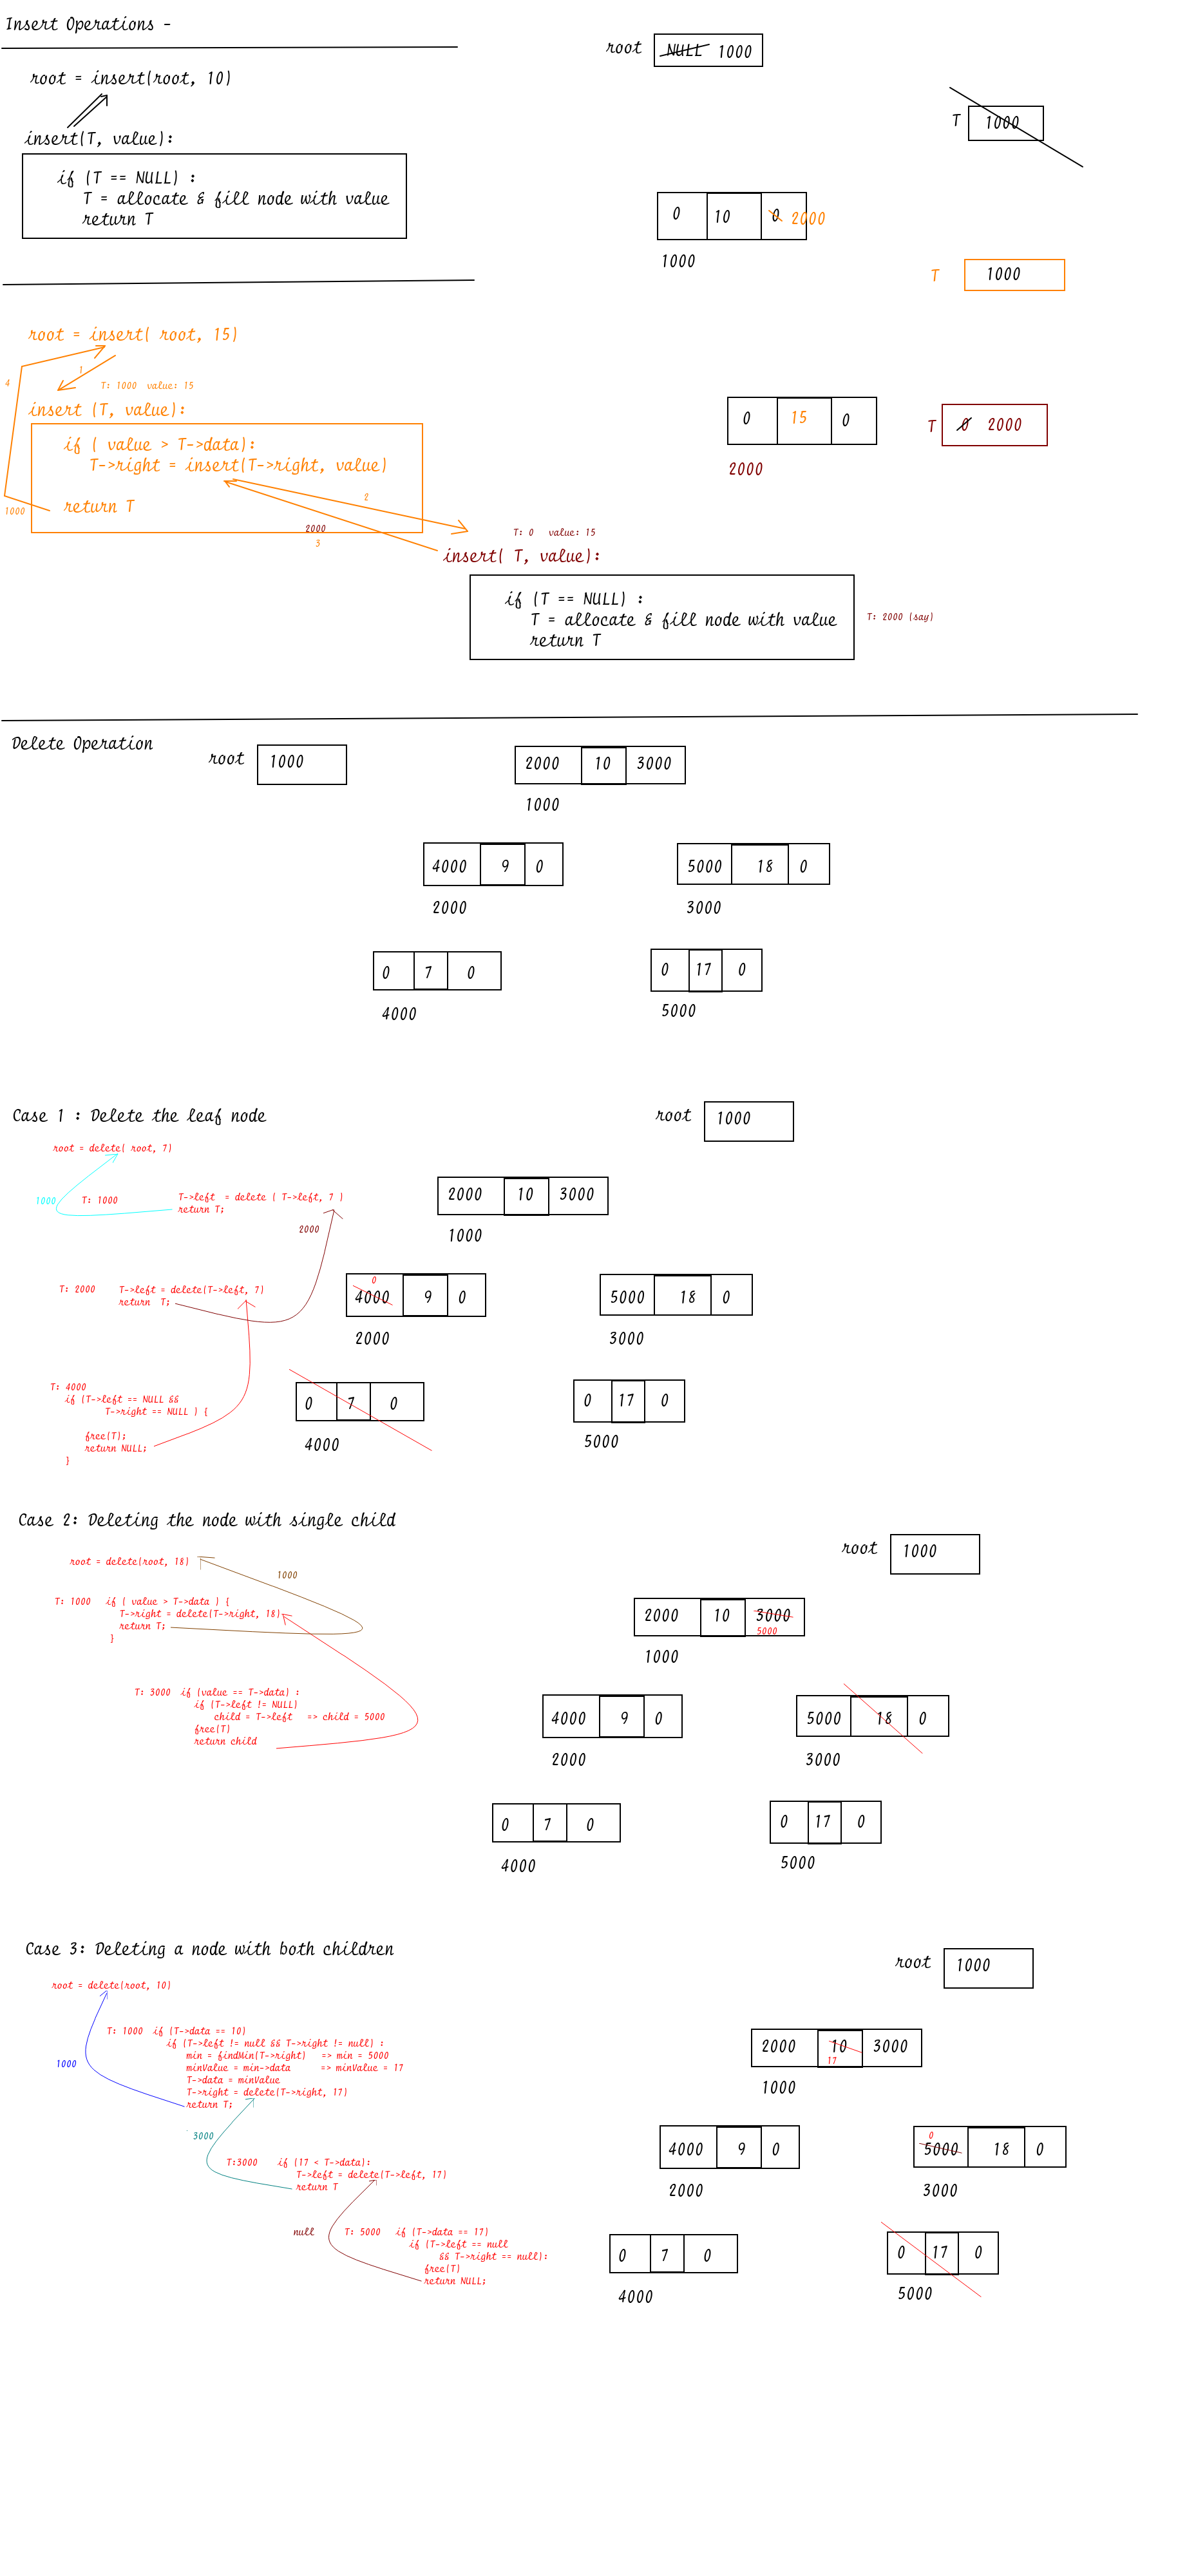 Insert Operations -
root NULL 1000
root = insert(root, 10)
T 1000
insert(T, value):
if (T == NULL) :
T = allocate & fill node with value
return T
0 10 0 2000
1000
T 1000
root = insert( root, 15)
1
4
T: 1000 value: 15
insert (T, value):
if ( value > T->data):
T->right = insert(T->right, value)
return T
1000
2
2000
3
0 15 0
2000
T 0 2000
T: 0 value: 15
insert( T, value):
if (T == NULL) :
T = allocate & fill node with value
return T
T: 2000 (say)
Delete Operation
root 1000
2000 10 3000
1000
4000 9 0
2000
5000 18 0
3000
0 7 0
4000
0 17 0
5000
Case 1 : Delete the leaf node
root 1000
root = delete( root, 7)
1000
T: 1000
T->left = delete ( T->left, 7 )
return T;
2000
T: 2000
T->left = delete(T->left, 7)
return T;
T: 4000
if (T->left == NULL &&
T->right == NULL ) {
free(T);
return NULL;
}
2000 10 3000
1000
0
4000 9 0
2000
5000 18 0
3000
0 7 0
4000
0 17 0
5000
Case 2: Deleting the node with single child
root 1000
root = delete(root, 18)
1000
T: 1000 if ( value > T->data ) {
T->right = delete(T->right, 18)
return T;
}
T: 3000 if (value == T->data) :
if (T->left != NULL)
child = T->left => child = 5000
free(T)
return child
2000 10 3000
5000
1000
4000 9 0
2000
5000 18 0
3000
0 7 0
4000
0 17 0
5000
Case 3: Deleting a node with both children
root 1000
root = delete(root, 10)
1000
T: 1000 if (T->data == 10)
if (T->left != null && T->right != null) :
min = findMin(T->right) => min = 5000
minValue = min->data => minValue = 17
T->data = minValue
T->right = delete(T->right, 17)
return T;
3000
T:3000 if (17 < T->data):
T->left = delete(T->left, 17)
return T
null
T: 5000 if (T->data == 17)
if (T->left == null
&& T->right == null):
free(T)
return NULL;
2000 10 3000
17
1000
4000 9 0
2000
0
5000 18 0
3000
0 7 0
4000
0 17 0
5000